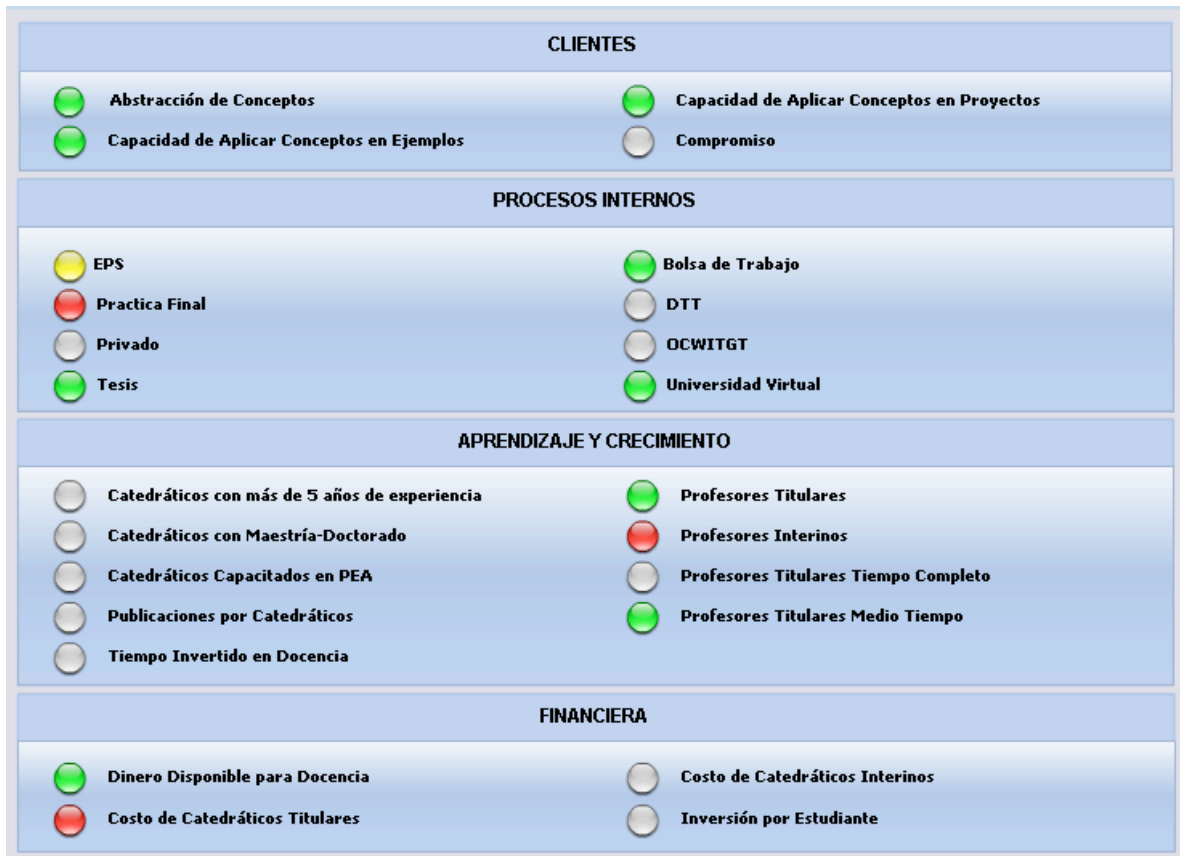 CLIENTES
Abstracción de Conceptos
Capacidad de Aplicar Conceptos en Proyectos
Capacidad de Aplicar Conceptos en Ejemplos
Compromiso
PROCESOS INTERNOS
EPS
Bolsa de Trabajo
Practica Final
DTT
Privado
OCWITGT
Tesis
Universidad Virtual
APRENDIZAJE Y CRECIMIENTO
Catedráticos con más de 5 años de experiencia
Profesores Titulares
Catedráticos con Maestría-Doctorado
Profesores Interinos
Catedráticos Capacitados en PEA
Profesores Titulares Tiempo Completo
Publicaciones por Catedráticos
Profesores Titulares Medio Tiempo
Tiempo Invertido en Docencia
FINANCIERA
Dinero Disponible para Docencia
Costo de Catedráticos Interinos
Costo de Catedráticos Titulares
Inversión por Estudiante